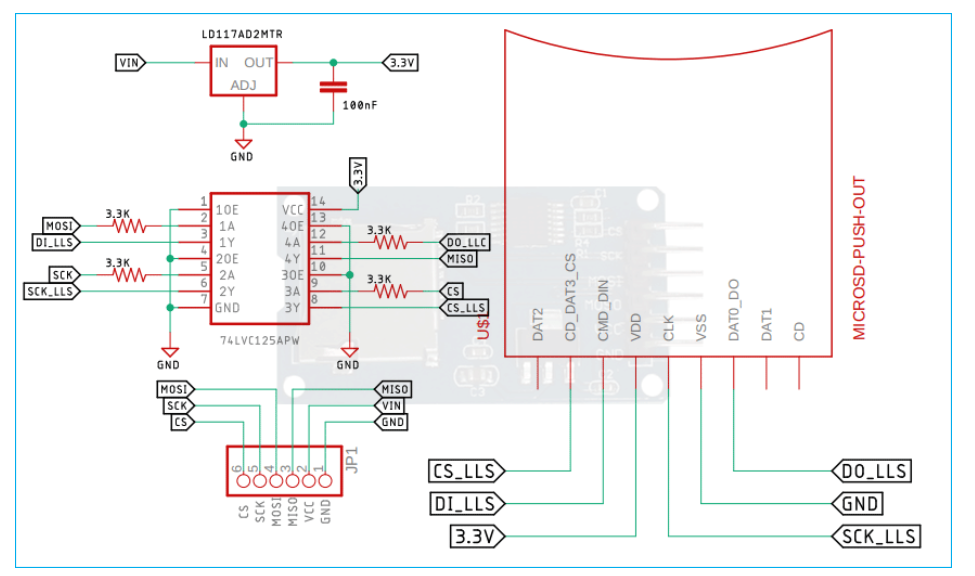 LD117AD2MTR
VIN
IN OUT
ADJ
3.3V
100nF
GND
3.3V
1 1OE VCC 14
2 1A 4OE 13
3 1Y 4A 12
4 2OE 4Y 11
5 2A 3OE 10
6 2Y 3A 9
7 GND 3Y 8
MOSI 3.3K
DI_LLS
SCK 3.3K
SCK_LLS
3.3K DO_LLC
MISO
3.3K CS
CS_LLS
74LVC125APW
GND
GND
MOSI
SCK
CS
MISO
VIN
GND
JP1
6 5 4 3 2 1
CS
SCK
MOSI
MISO
VCC
GND
U$1
MICROSD-PUSH-OUT
DAT2
CD_DAT3_CS
CMD_DIN
VDD
CLK
VSS
DAT0_DO
DAT1
CD
CS_LLS
DI_LLS
3.3V
DO_LLS
GND
SCK_LLS
CS
SCK